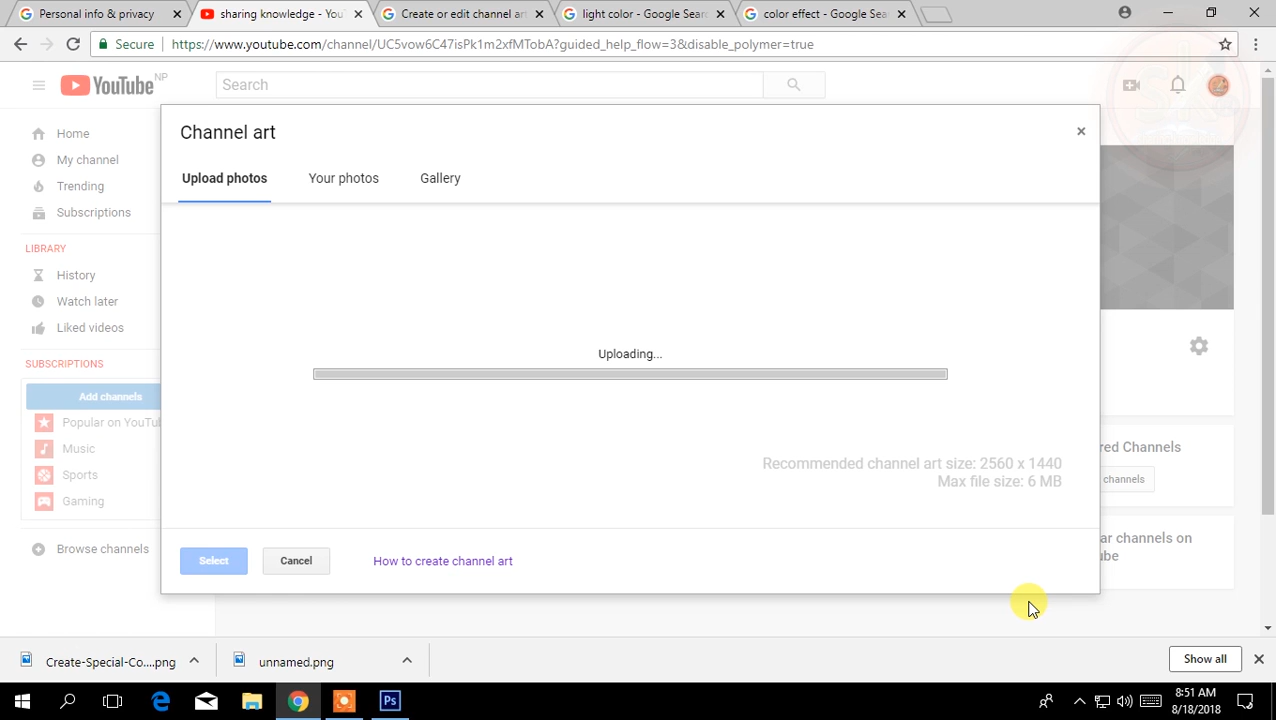 Personal info & privacy
sharing knowledge - You
Create or edit channel art
light color - Google Sear
color effect - Google Sear
Secure
https://www.youtube.com/channel/UC5vow6C47isPk1m2xfMTobA?guided_help_flow=3&disable_polymer=true
YouTube NP
Search
Home
My channel
Trending
Subscriptions
LIBRARY
History
Watch later
Liked videos
SUBSCRIPTIONS
Add channels
Popular on YouTub
Music
Sports
Gaming
Browse channels
Channel art
Upload photos
Your photos
Gallery
Uploading...
Recommended channel art size: 2560 x 1440
Max file size: 6 MB
Select
Cancel
How to create channel art
red Channels
channels
ar channels on
ube
Create-Special-Co....png
unnamed.png
Show all
Ps
8:51 AM
8/18/2018